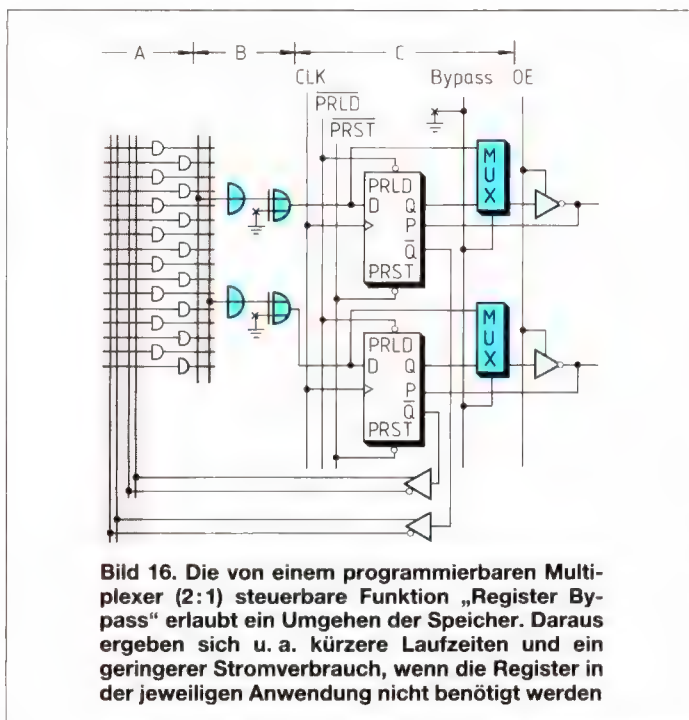 A B C
CLK Bypass OE
PRLD
PRST
MUX
PRLD
D Q
P
Q
PRST
MUX
PRLD
D Q
P
Q
PRST
Bild 16. Die von einem programmierbaren Multi-
plexer (2:1) steuerbare Funktion „Register By-
pass“ erlaubt ein Umgehen der Speicher. Daraus
ergeben sich u. a. kürzere Laufzeiten und ein
geringerer Stromverbrauch, wenn die Register in
der jeweiligen Anwendung nicht benötigt werden